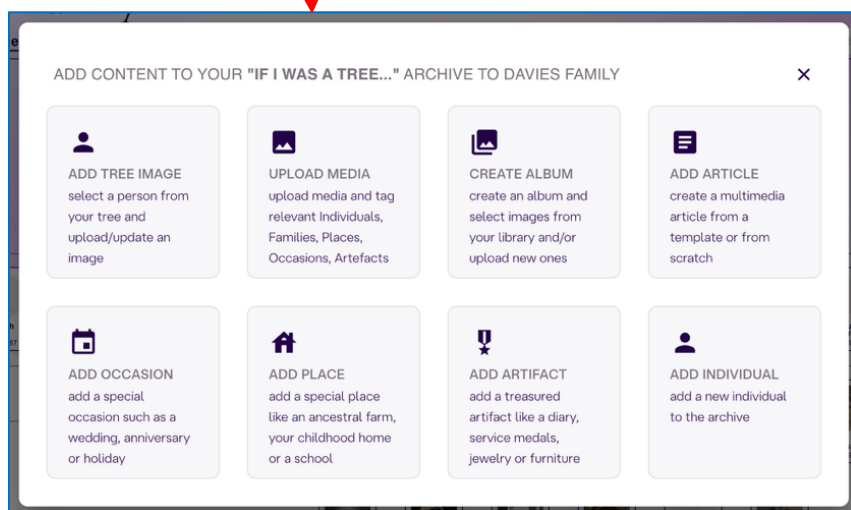 ADD CONTENT TO YOUR "IF I WAS A TREE..." ARCHIVE TO DAVIES FAMILY
ADD TREE IMAGE
select a person from
your tree and
upload/update an
image
UPLOAD MEDIA
upload media and tag
relevant Individuals,
Families, Places,
Occasions, Artefacts
CREATE ALBUM
create an album and
select images from
your library and/or
upload new ones
ADD ARTICLE
create a multimedia
article from a
template or from
scratch
ADD OCCASION
add a special
occasion such as a
wedding, anniversary
or holiday
ADD PLACE
add a special place
like an ancestral farm,
your childhood home
or a school
ADD ARTIFACT
add a treasured
artifact like a diary,
service medals,
jewelry or furniture
ADD INDIVIDUAL
add a new individual
to the archive